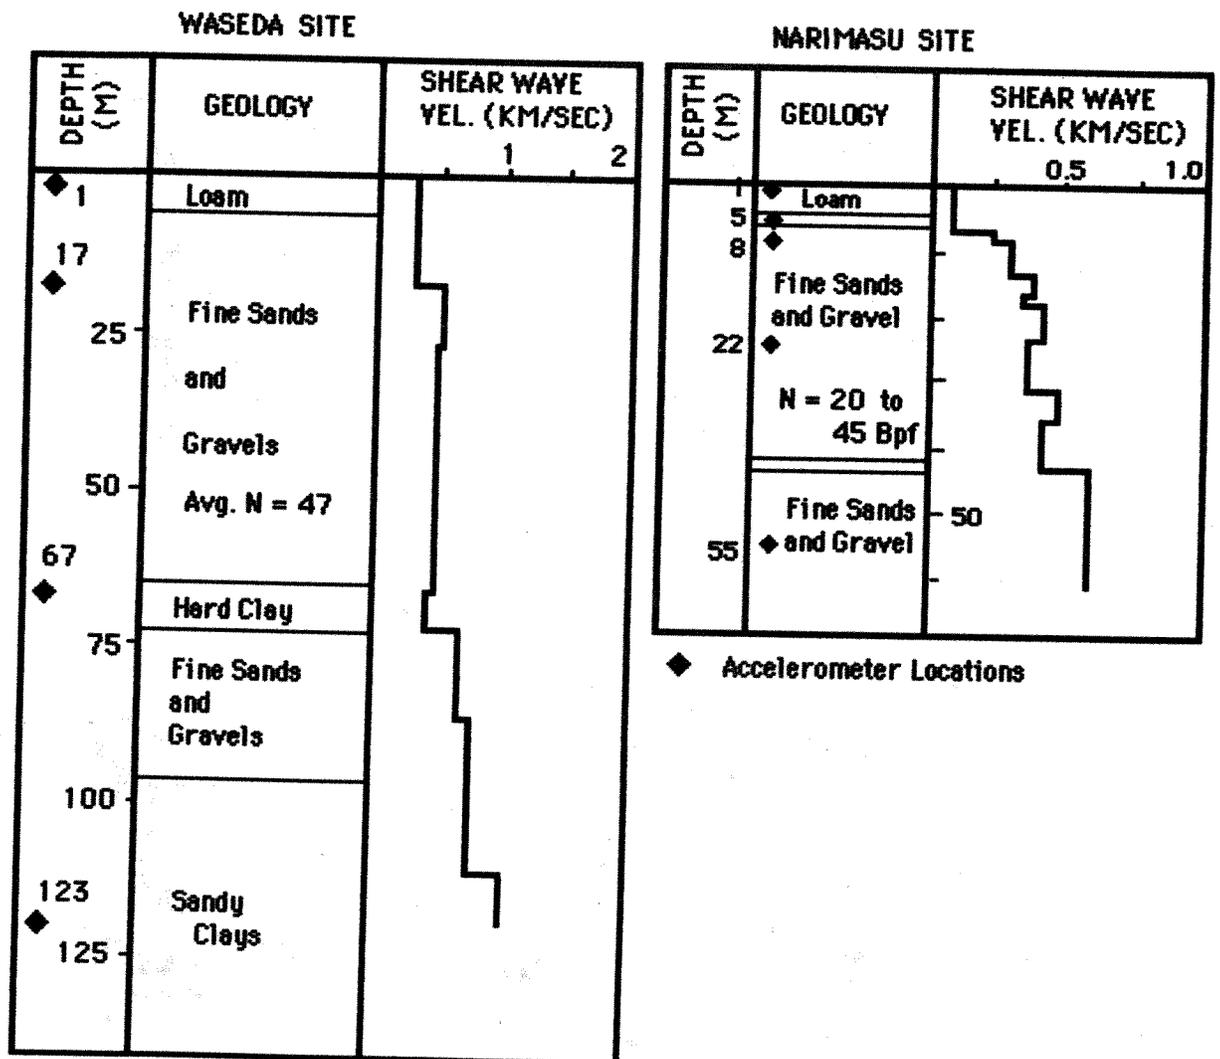 WASEDA SITE
DEPTH
(M)
GEOLOGY
SHEAR WAVE
VEL. (KM/SEC)
1 2
1
Loam
17
Fine Sands
25
and
Gravels
50
Avg. N = 47
67
Hard Clay
75
Fine Sands
and
Gravels
100
123
Sandy
Clays
125
NARIMASU SITE
DEPTH
(M)
GEOLOGY
SHEAR WAVE
VEL. (KM/SEC)
0.5 1.0
1
Loam
5
8
Fine Sands
and Gravel
22
N = 20 to
45 Bpf
Fine Sands
50
55
and Gravel
Accelerometer Locations